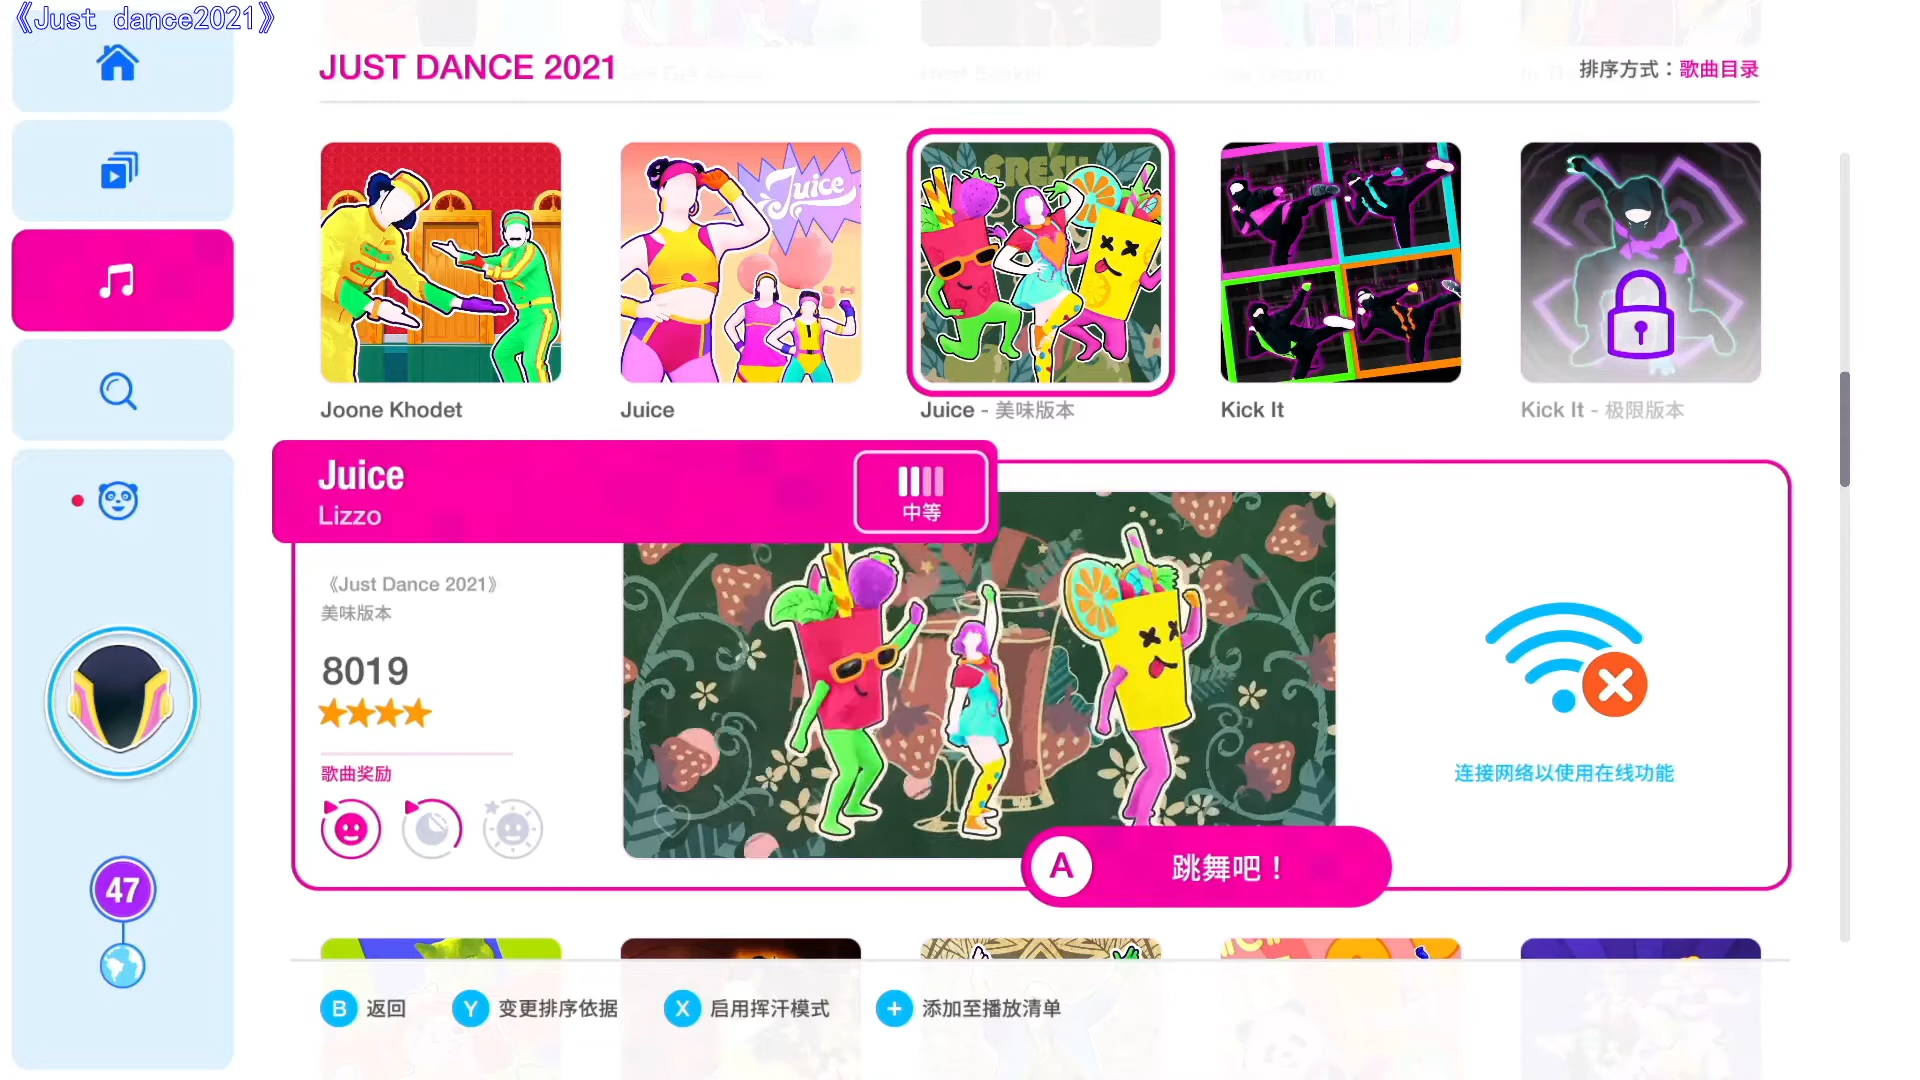 《Just dance2021》
JUST DANCE 2021
排序方式：歌曲目录
Juice
FRESH
Joone Khodet
Juice
Juice - 美味版本
Kick It
Kick It - 极限版本
Juice
Lizzo
中等
《Just Dance 2021》
美味版本
8019
歌曲奖励
连接网络以使用在线功能
A 跳舞吧！
47
B 返回
Y 变更排序依据
X 启用挥汗模式
+ 添加至播放清单